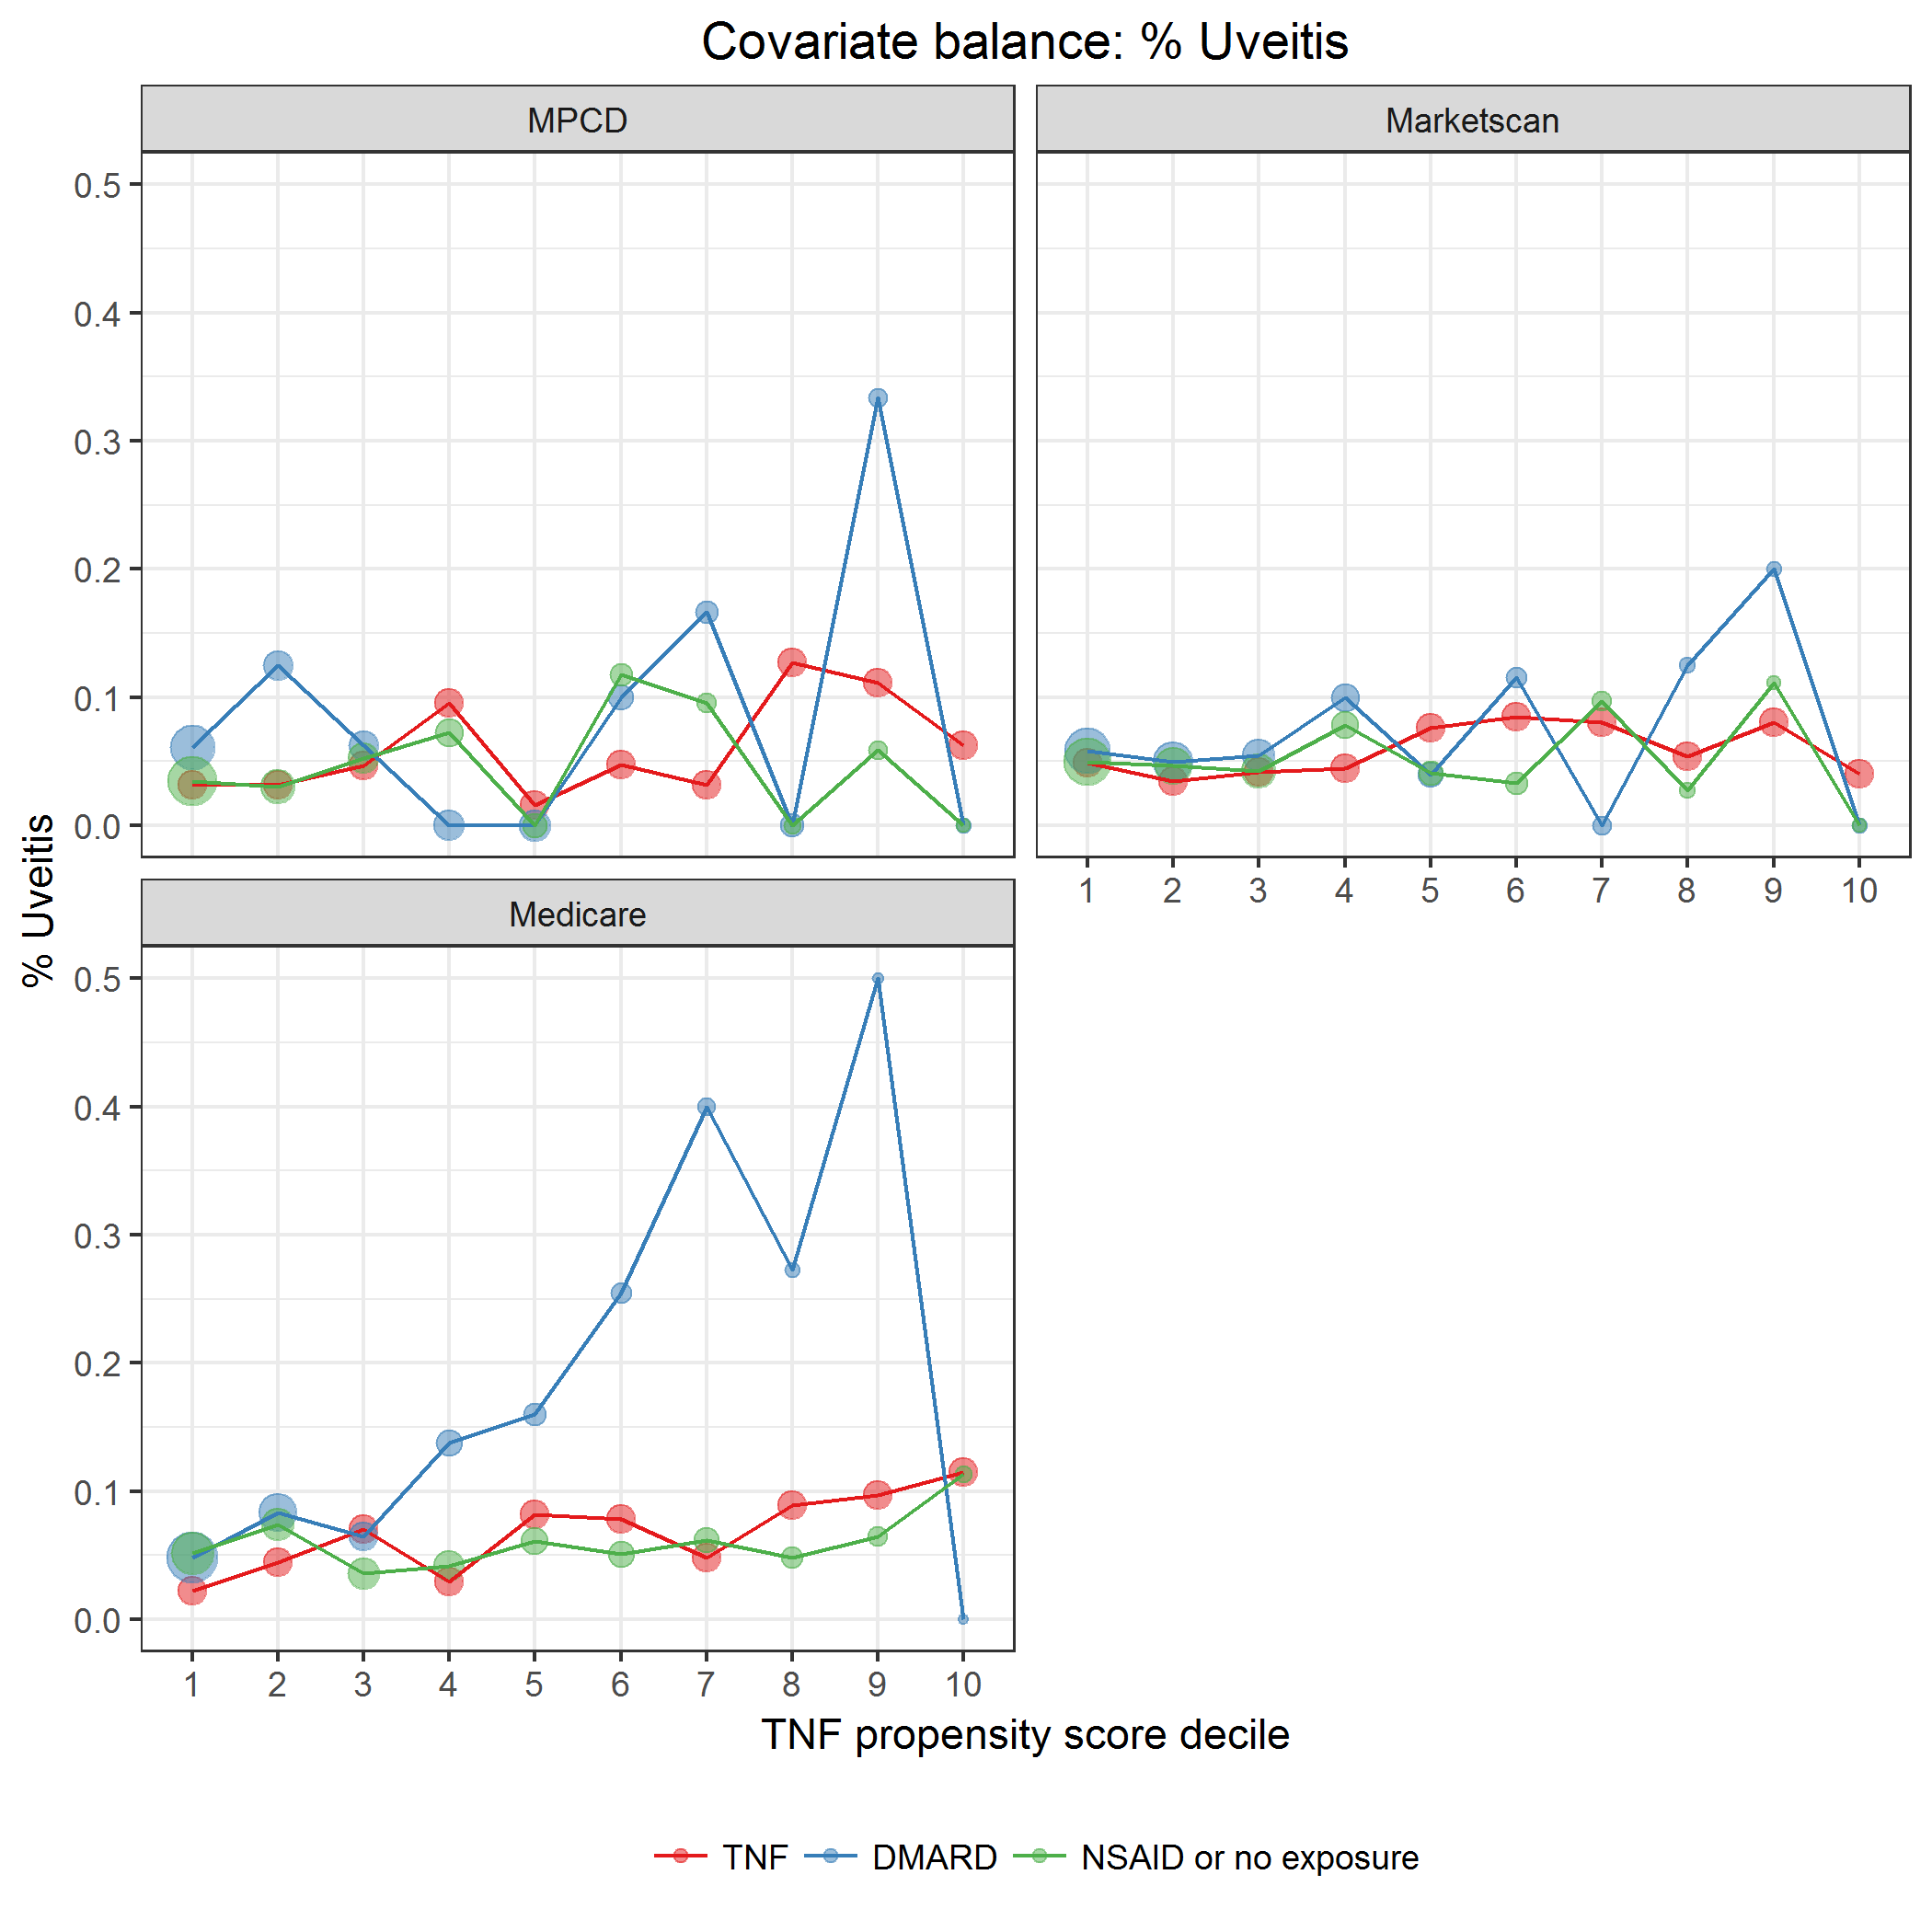 Covariate balance: % Uveitis
MPCD
Marketscan
0.5
0.4
0.3
0.2
0.1
0.0
1 2 3 4 5 6 7 8 9 10
% Uveitis
Medicare
0.5
0.4
0.3
0.2
0.1
0.0
1 2 3 4 5 6 7 8 9 10
TNF propensity score decile
TNF DMARD NSAID or no exposure